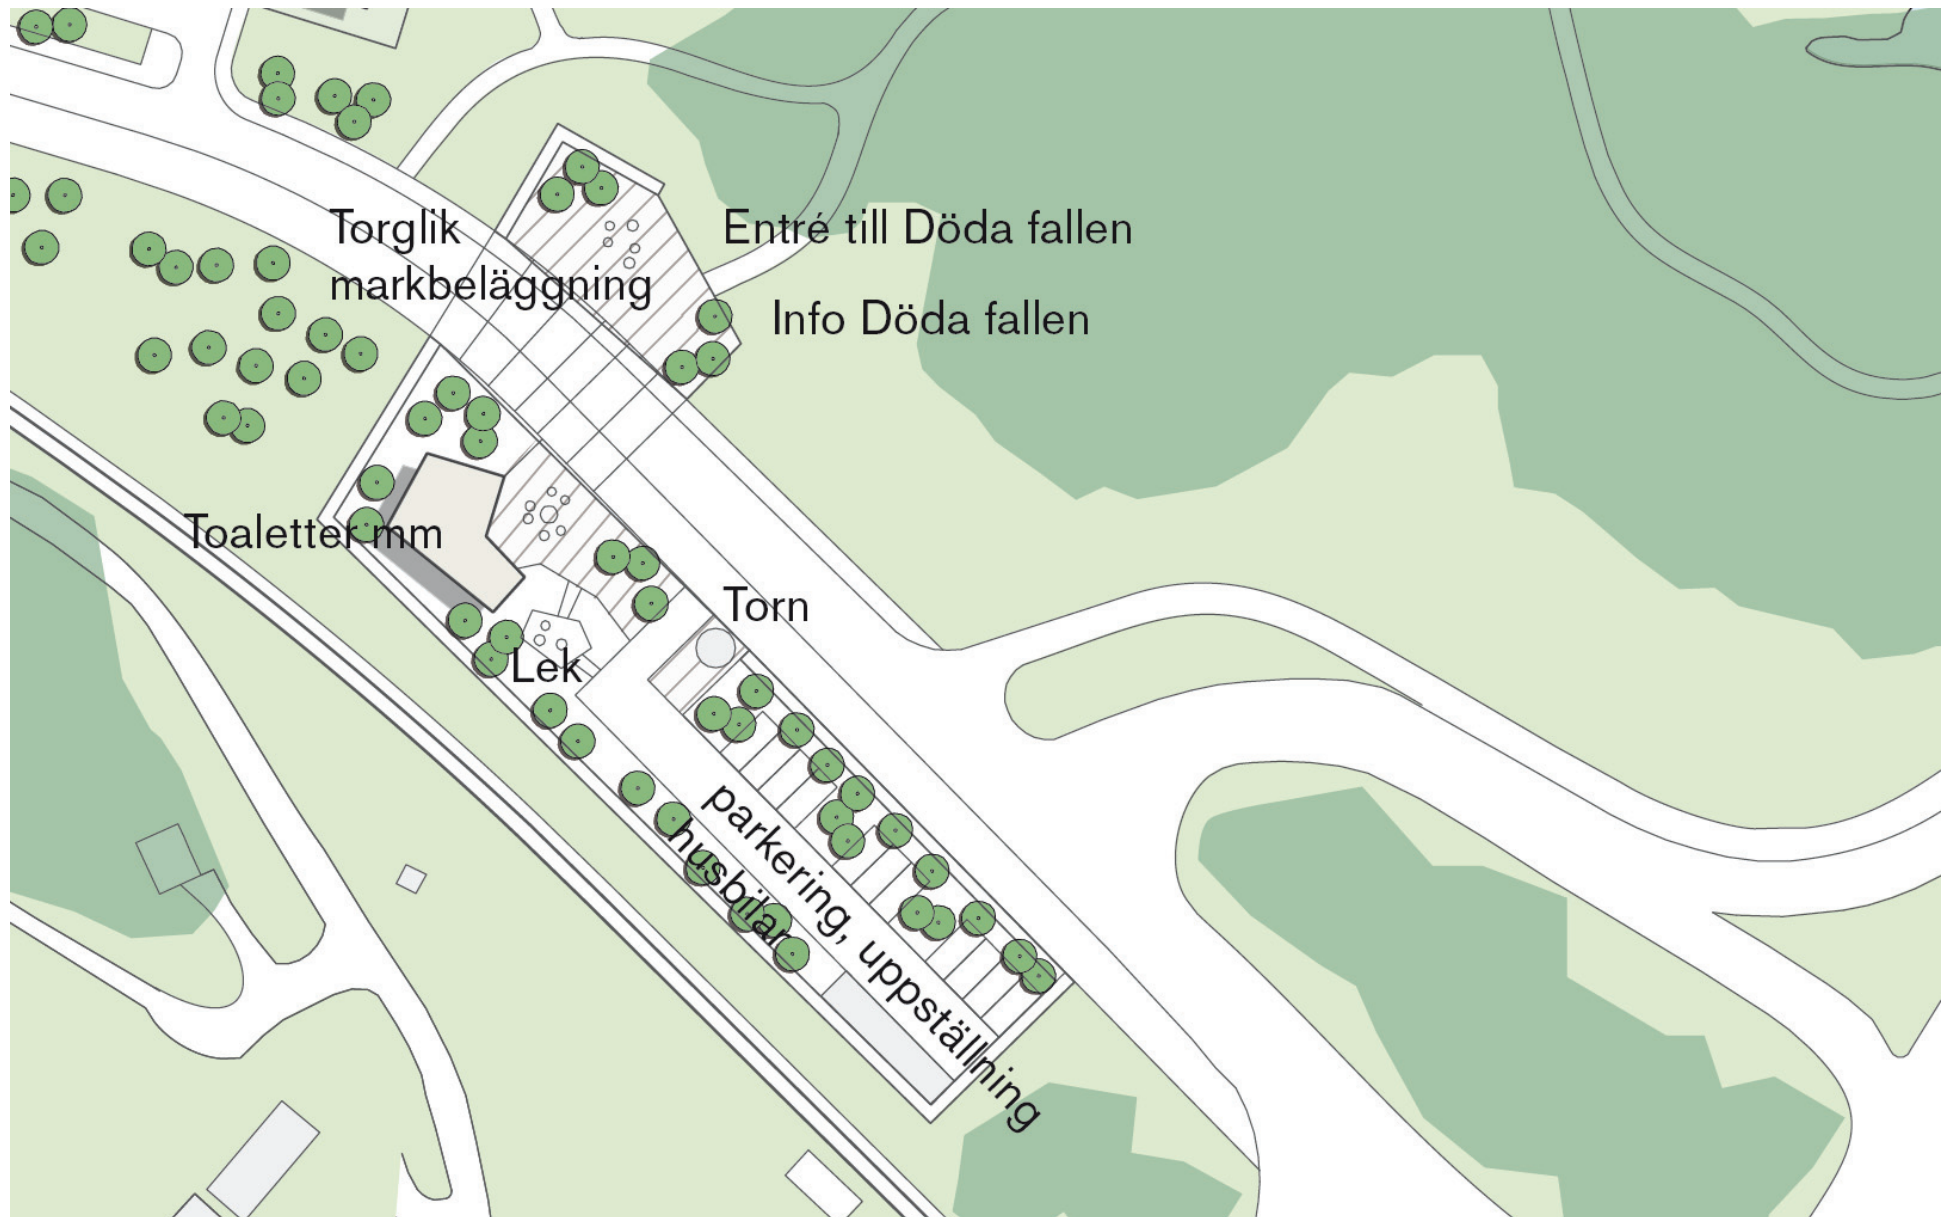 Torglik
markbeläggning
Entré till Döda fallen
Info Döda fallen
Toaletter mm
Torn
Lek
parkering, uppställning
husbilar